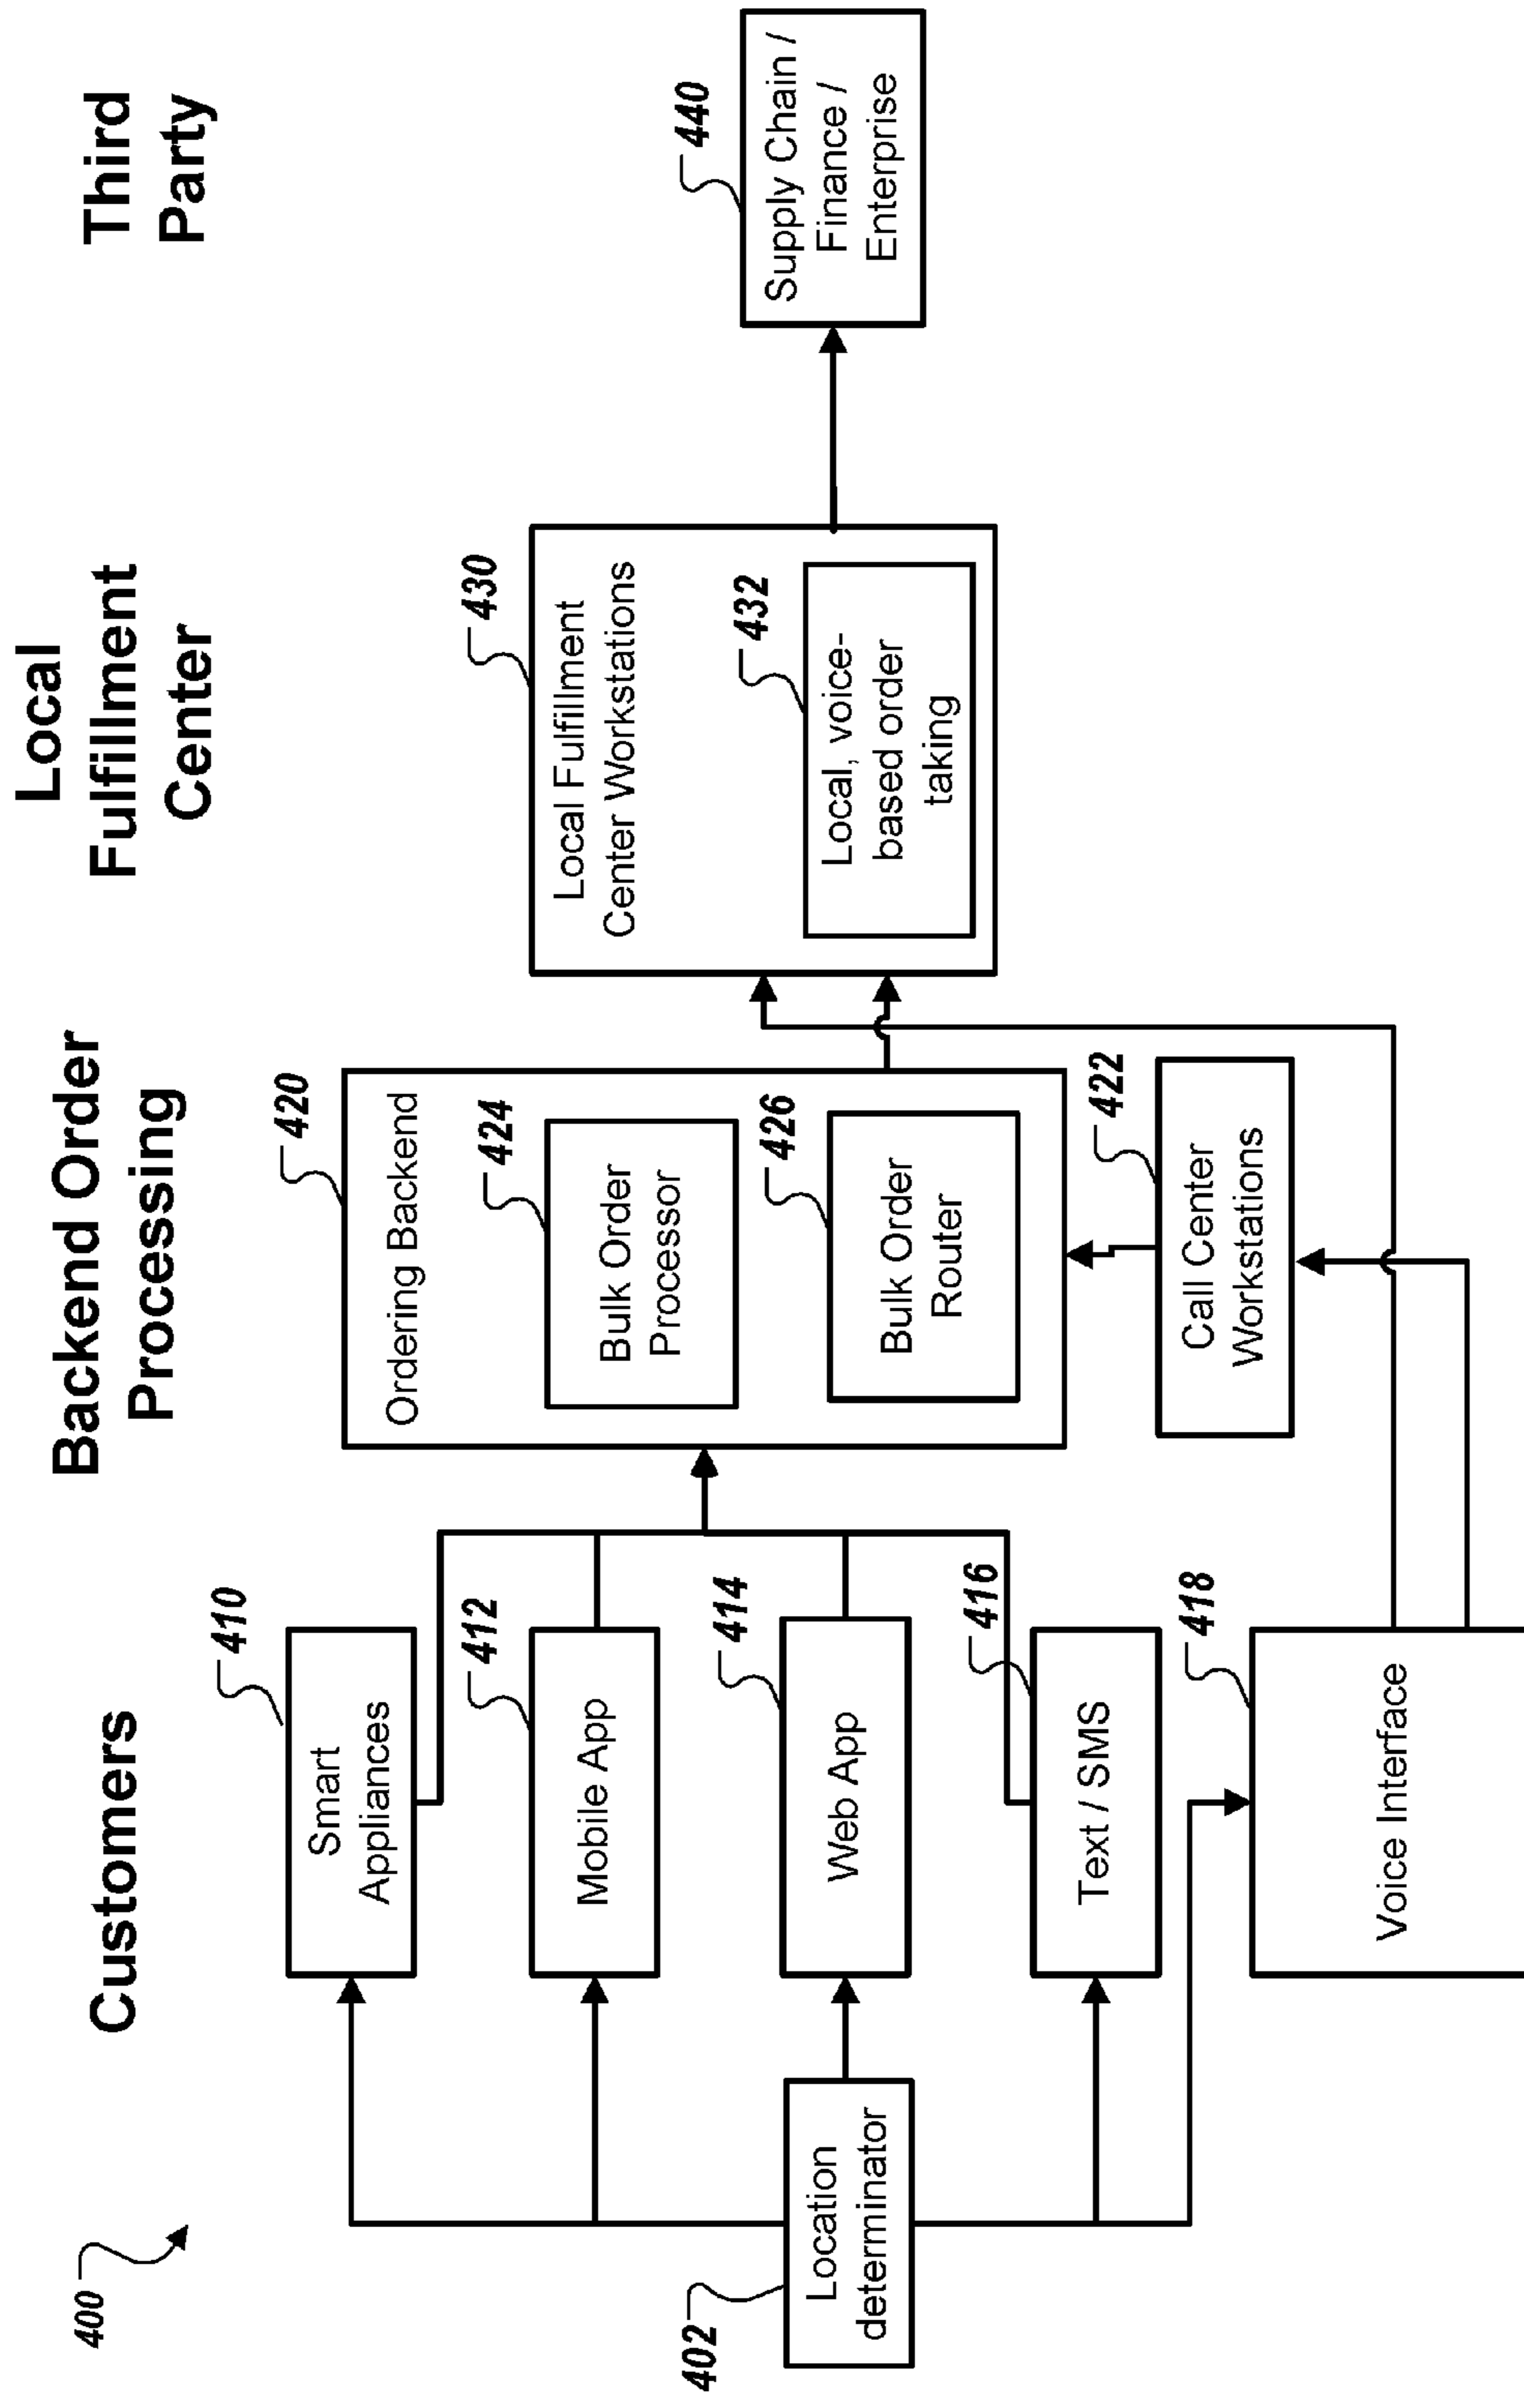 400
Customers
Backend Order
Processing
Local
Fulfillment
Center
Third
Party
402
Location
determinator
410
Smart
Appliances
412
Mobile App
414
Web App
416
Text / SMS
418
Voice Interface
420
Ordering Backend
424
Bulk Order
Processor
426
Bulk Order
Router
422
Call Center
Workstations
430
Local Fulfillment
Center Workstations
432
Local, voice-
based order
taking
440
Supply Chain /
Finance /
Enterprise